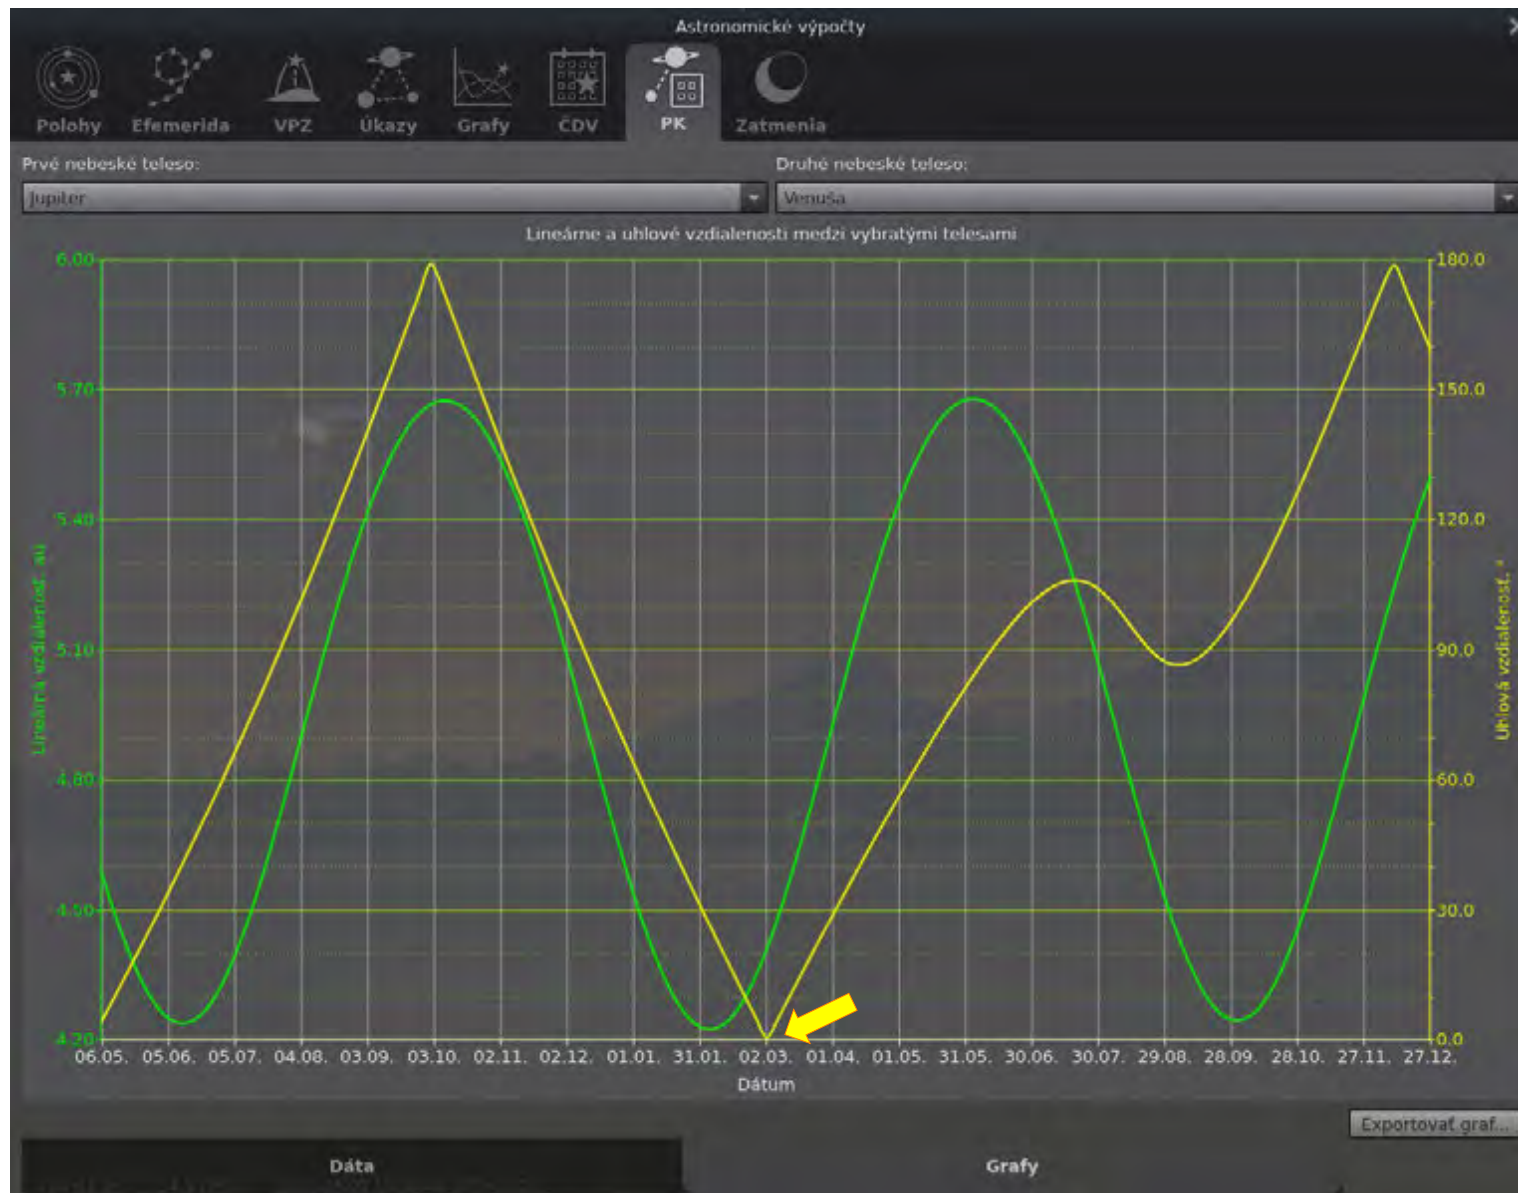 Astronomické výpočty
Polohy Efemerida VPZ Úkazy Grafy ČDV PK Zatmenia
Prvé nebeské teleso: Druhé nebeské teleso:
Jupiter Venuša
Lineárne a uhlové vzdialenosti medzi vybratými telesami
6.00 180.0
5.70 150.0
5.40 120.0
5.10 90.0
4.80 60.0
4.50 30.0
4.20 0.0
Lineárna vzdialenosť, au
Uhlová vzdialenosť, °
06.05. 05.06. 05.07. 04.08. 03.09. 03.10. 02.11. 02.12. 01.01. 31.01. 02.03. 01.04. 01.05. 31.05. 30.06. 30.07. 29.08. 28.09. 28.10. 27.11. 27.12.
Dátum
Exportovať graf...
Dáta Grafy